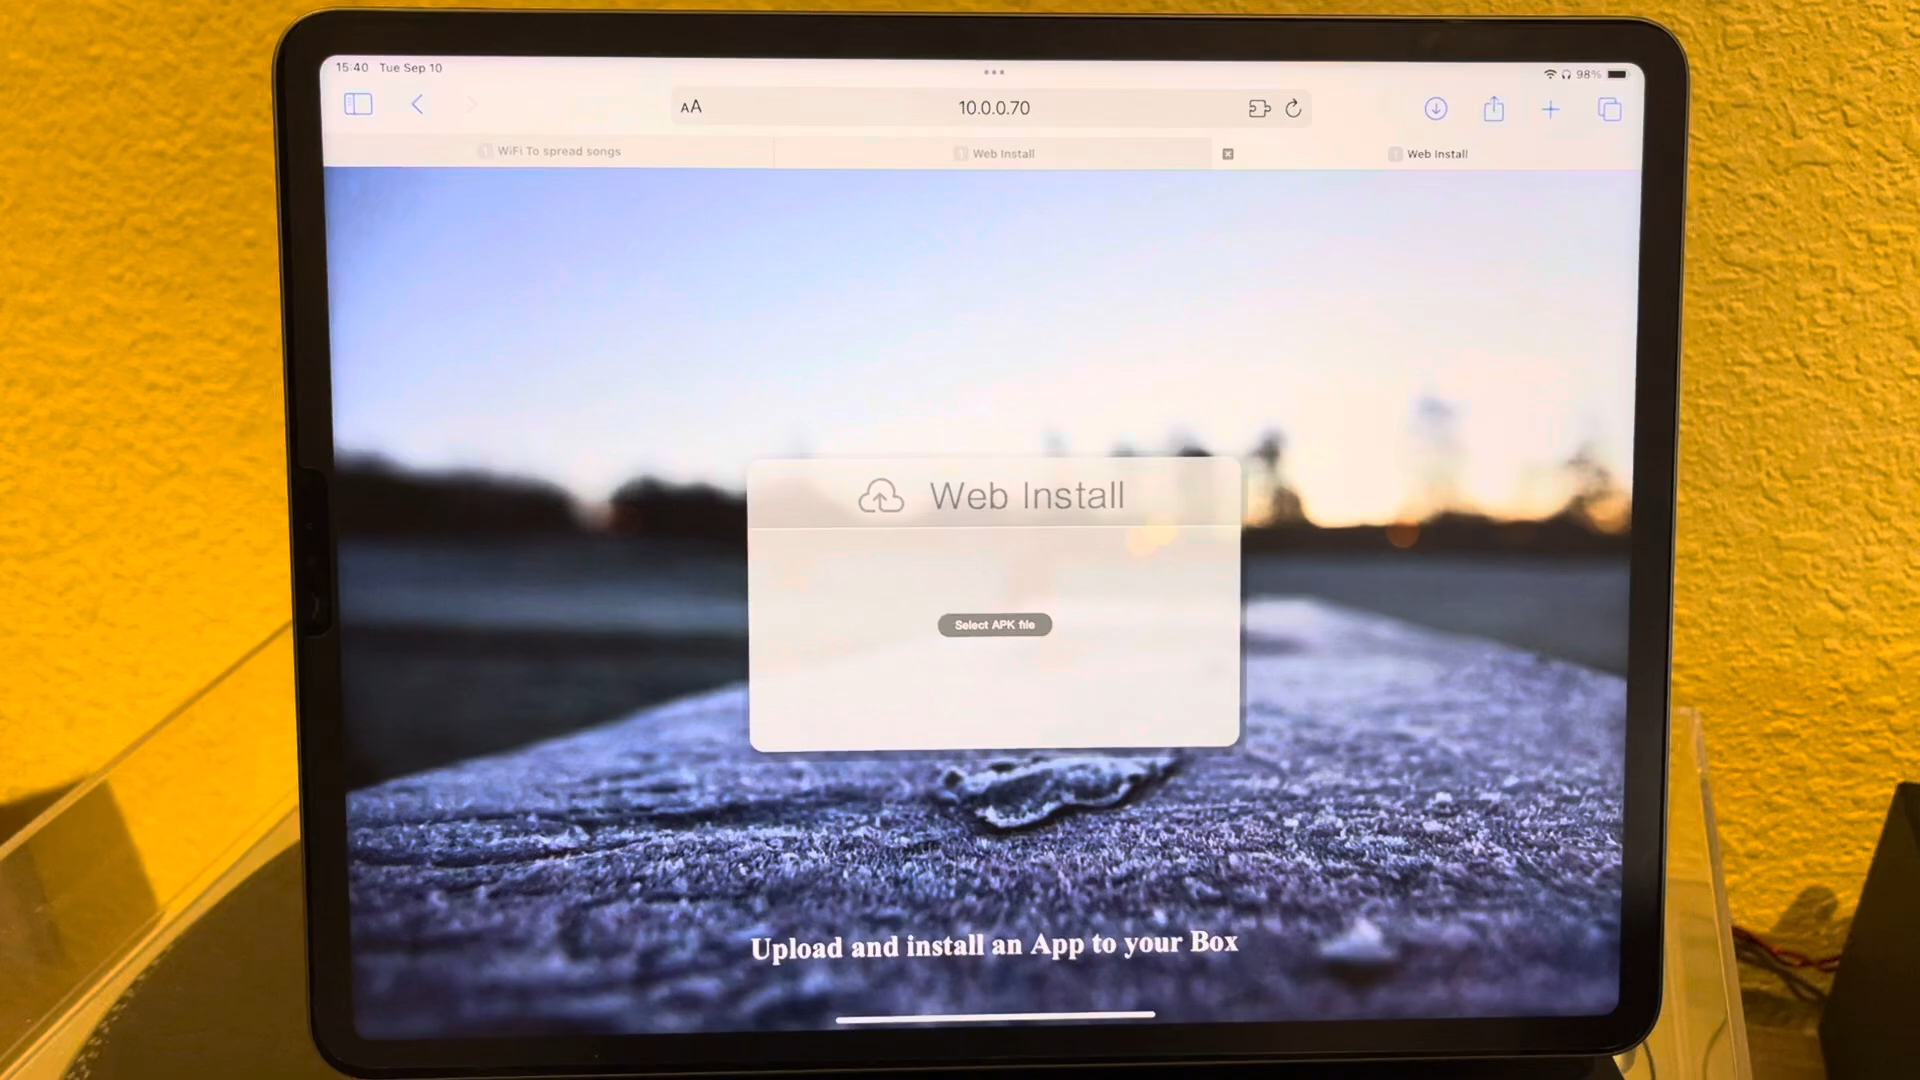 15:40 Tue Sep 10
98%
AA
10.0.0.70
WiFi To spread songs
Web Install
Web Install
Web Install
Select APK file
Upload and install an App to your Box